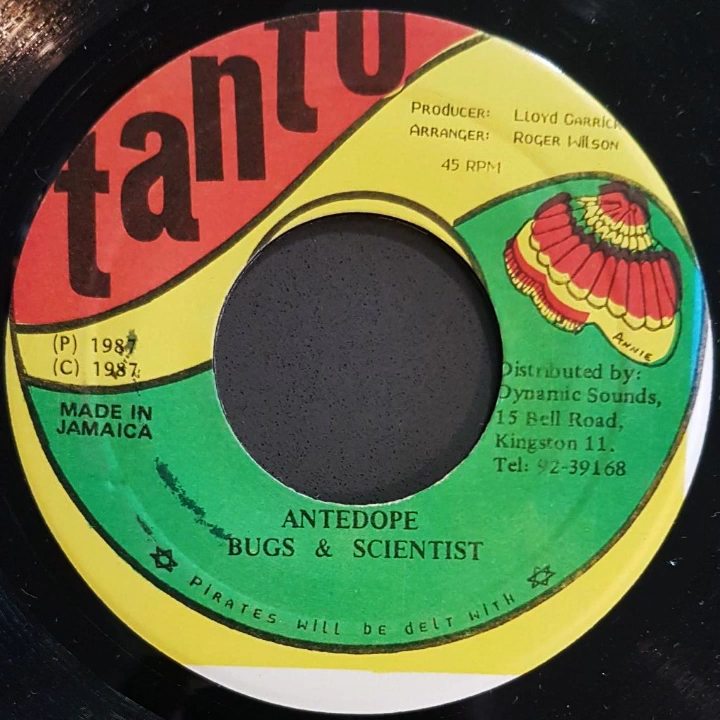 tanto
PRODUCER: LLOYD GARRICK
ARRANGER: ROGER WILSON
45 RPM
ANNIE
(P) 1987
(C) 1987
MADE IN
JAMAICA
Distributed by:
Dynamic Sounds,
15 Bell Road,
Kingston 11.
Tel: 92-39168
ANTEDOPE
BUGS & SCIENTIST
PIRATES WILL BE DELT WITH